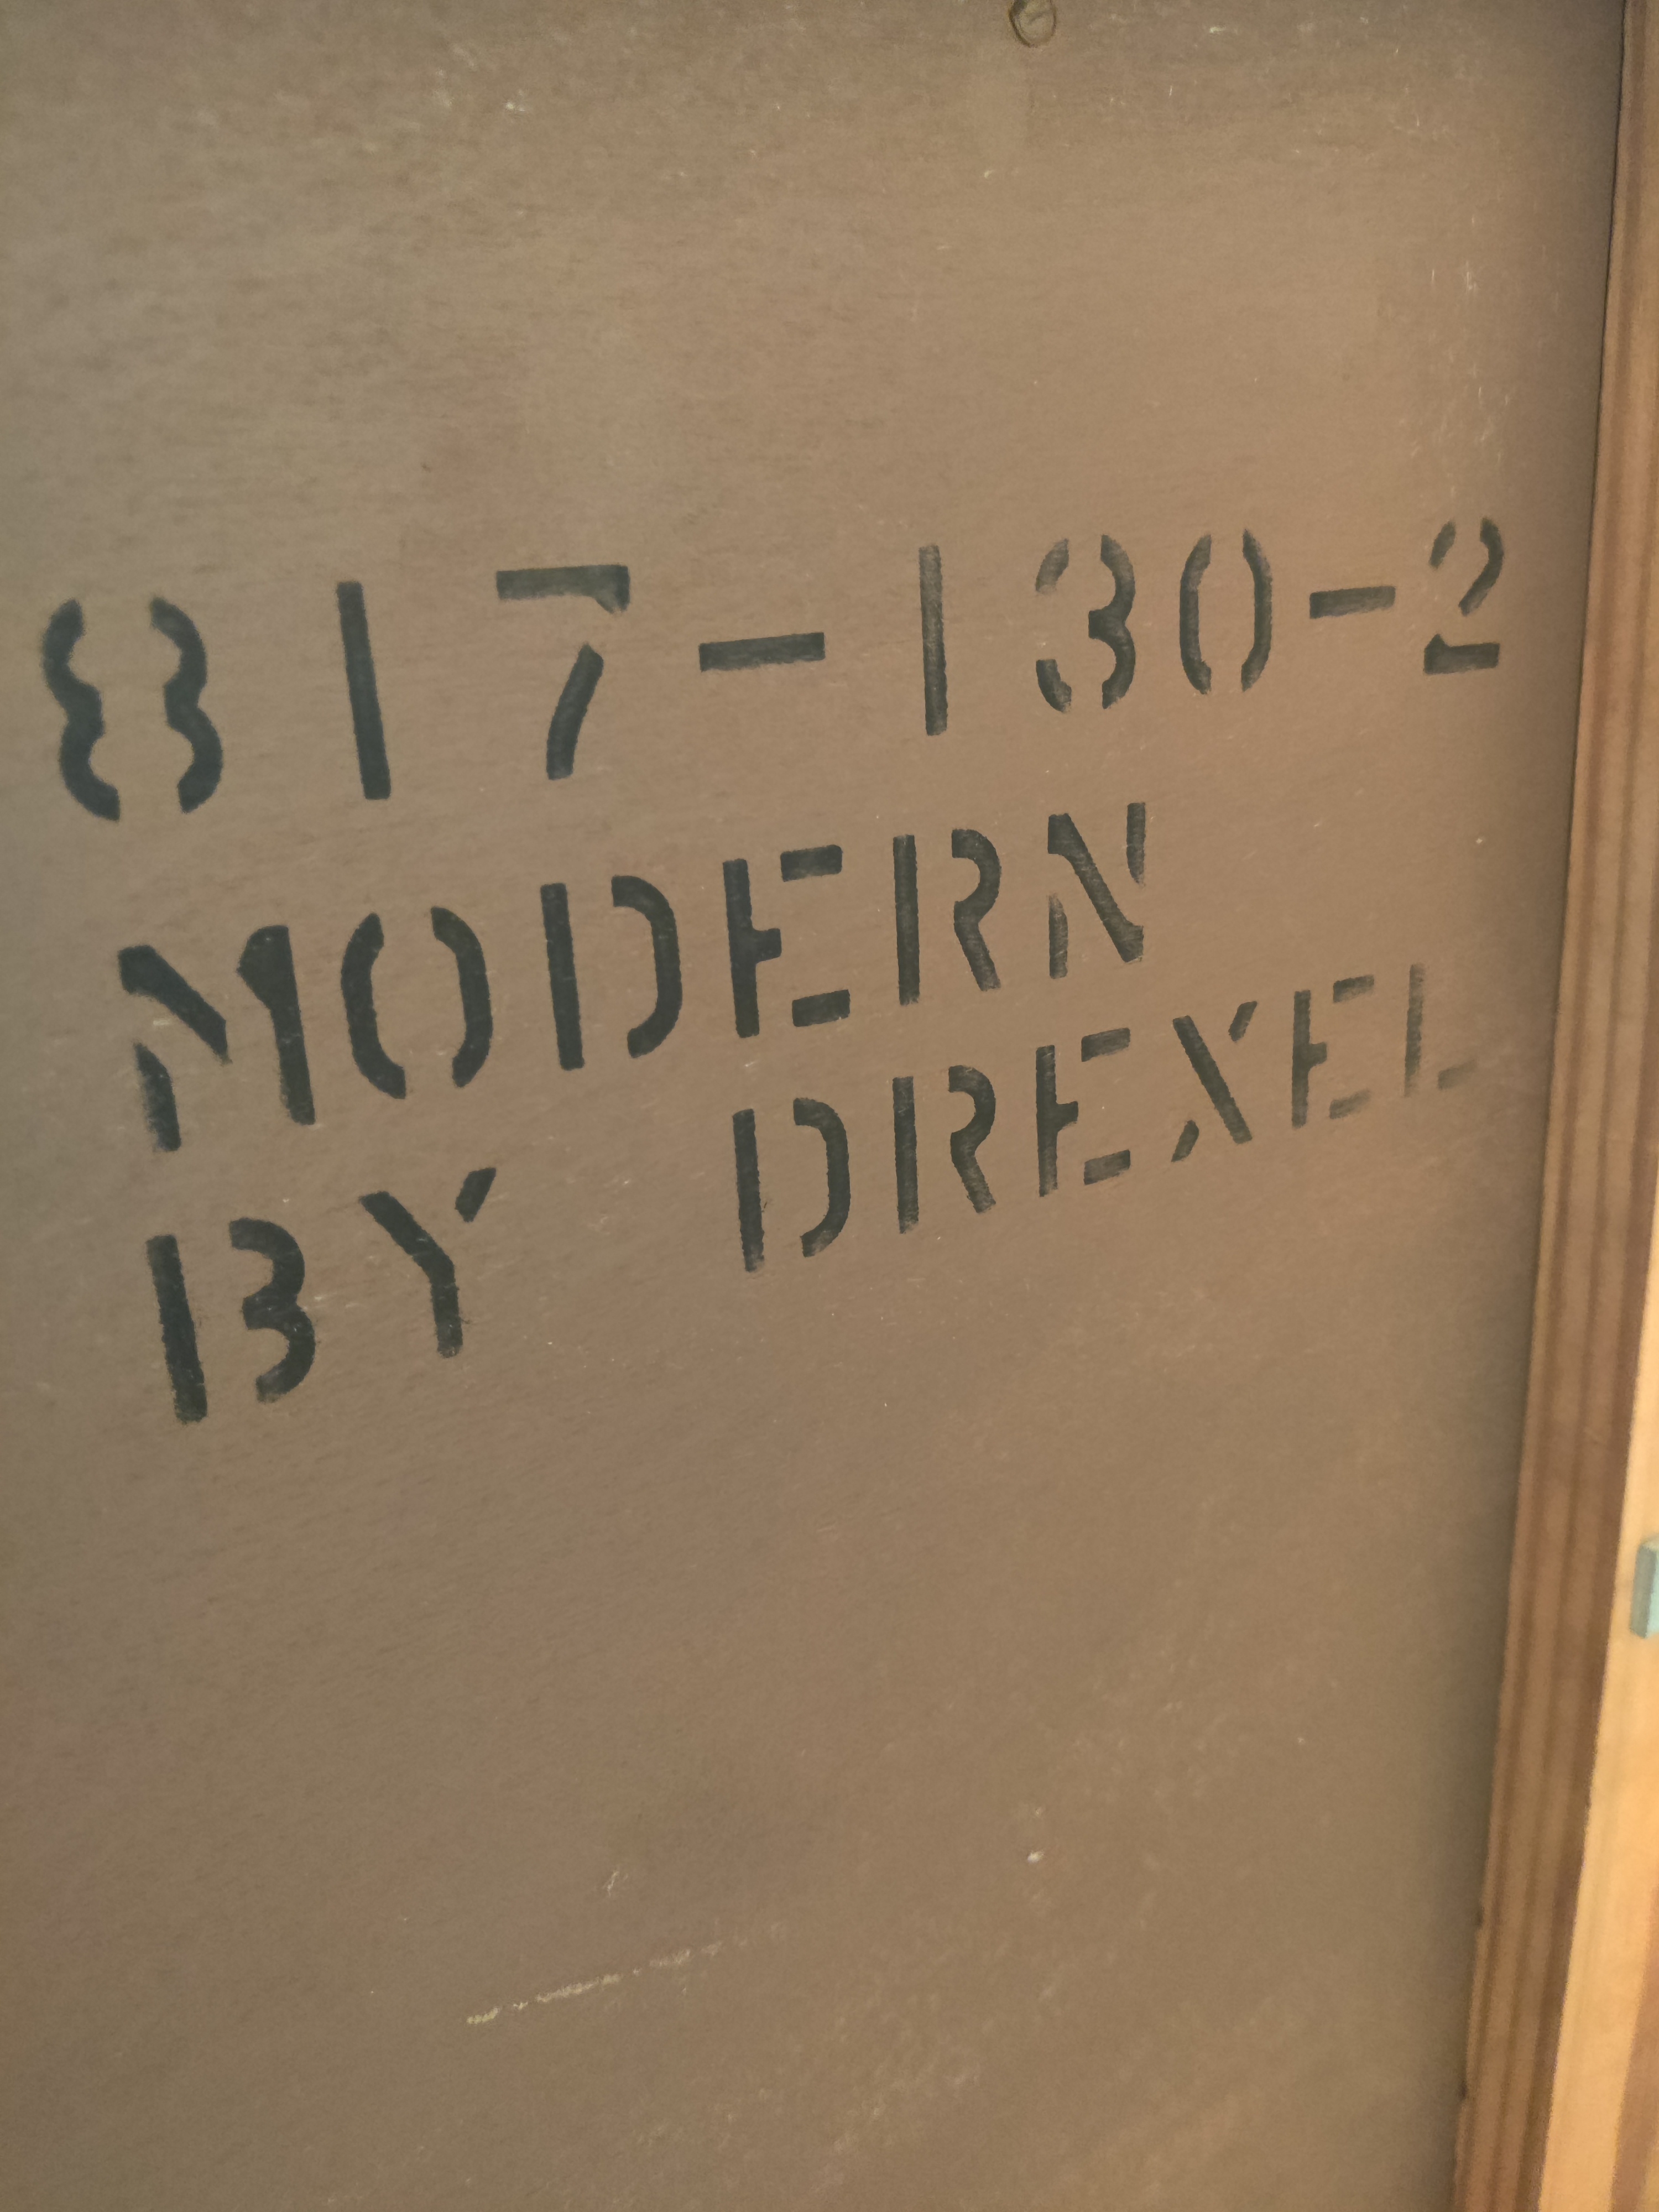 817-130-2
MODERN
BY DREXEL